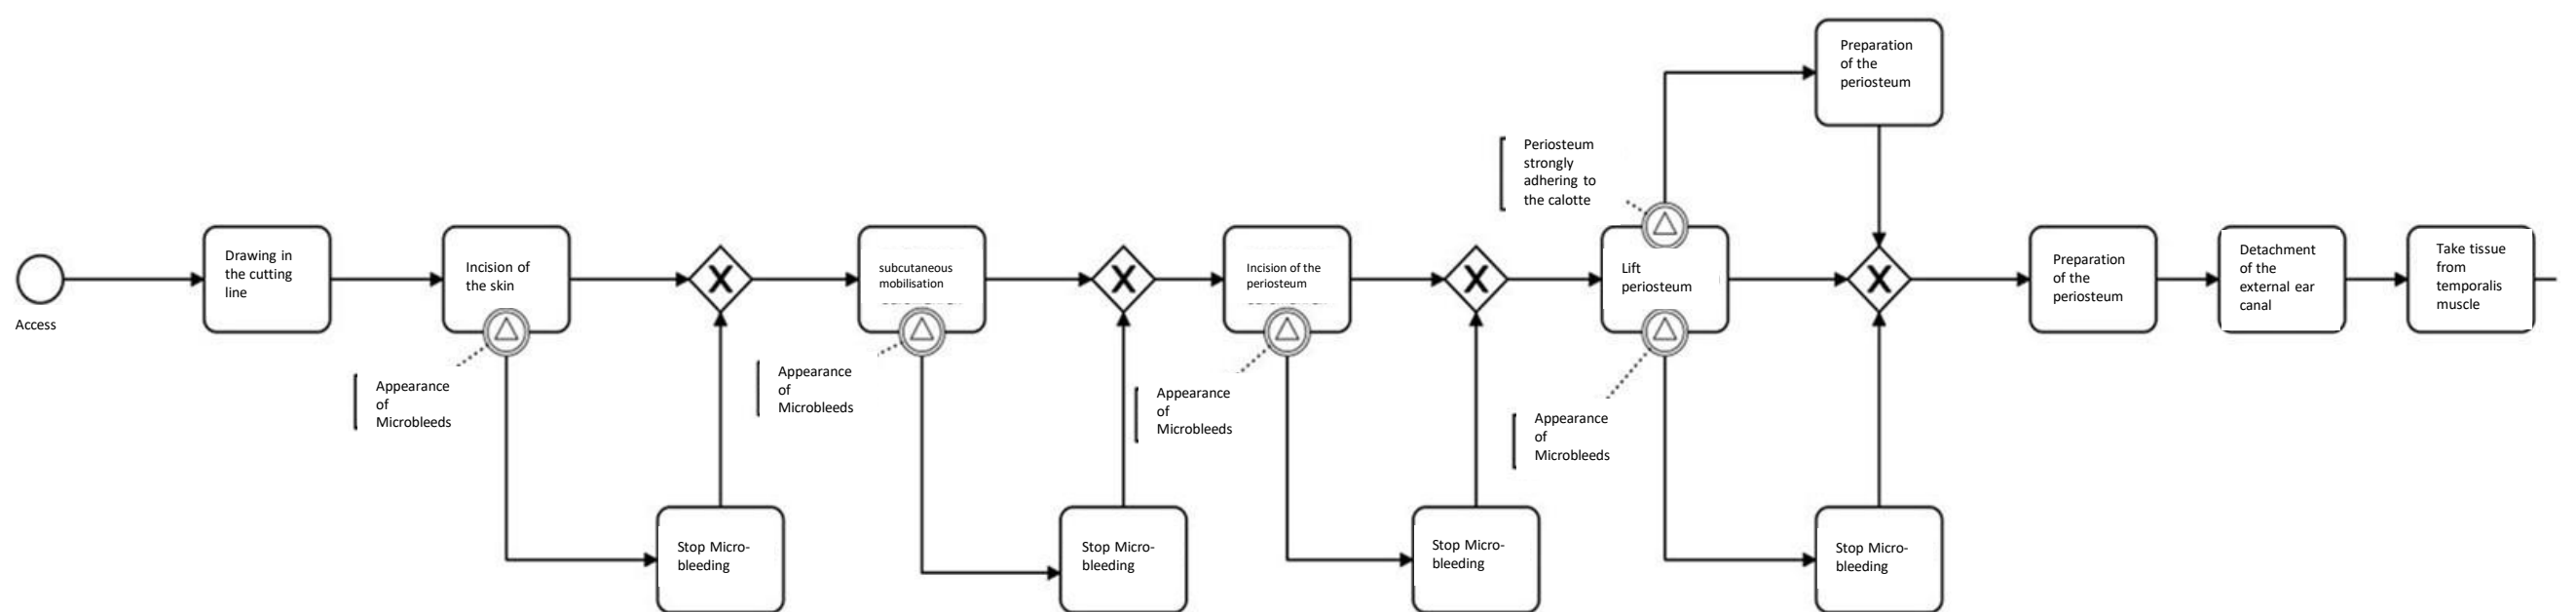 Access
Drawing in
the cutting
line
Incision of
the skin
Appearance
of
Microbleeds
Stop Micro-
bleeding
X
subcutaneous
mobilisation
Appearance
of
Microbleeds
Stop Micro-
bleeding
X
Incision of the
periosteum
Appearance
of
Microbleeds
Stop Micro-
bleeding
X
Lift
periosteum
Periosteum
strongly
adhering to
the calotte
Preparation
of the
periosteum
Appearance
of
Microbleeds
Stop Micro-
bleeding
X
Preparation
of the
periosteum
Detachment
of the
external ear
canal
Take tissue
from
temporalis
muscle